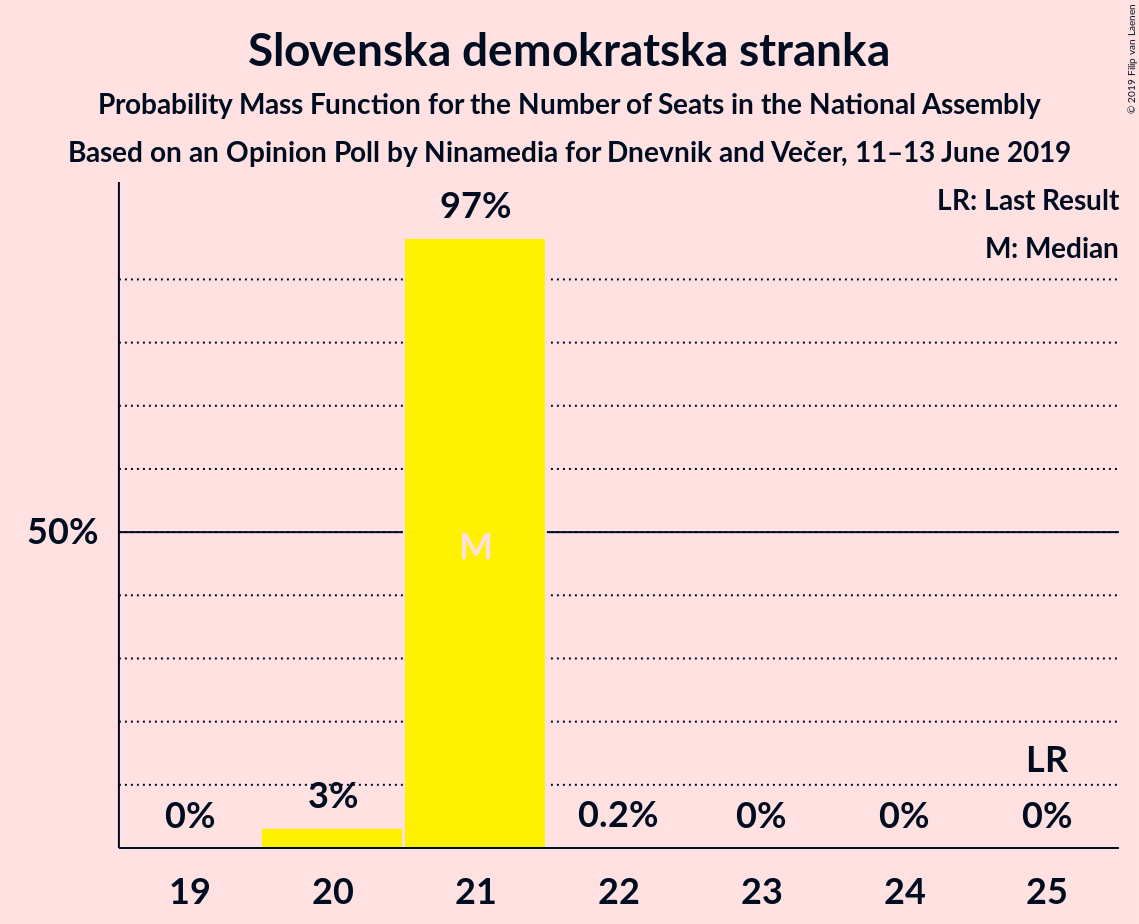 Slovenska demokratska stranka
Probability Mass Function for the Number of Seats in the National Assembly
Based on an Opinion Poll by Ninamedia for Dnevnik and Večer, 11–13 June 2019
© 2019 Filip van Laenen
LR: Last Result
M: Median
97%
50%
M
LR
0%
3%
0.2%
0%
0%
0%
19
20
21
22
23
24
25